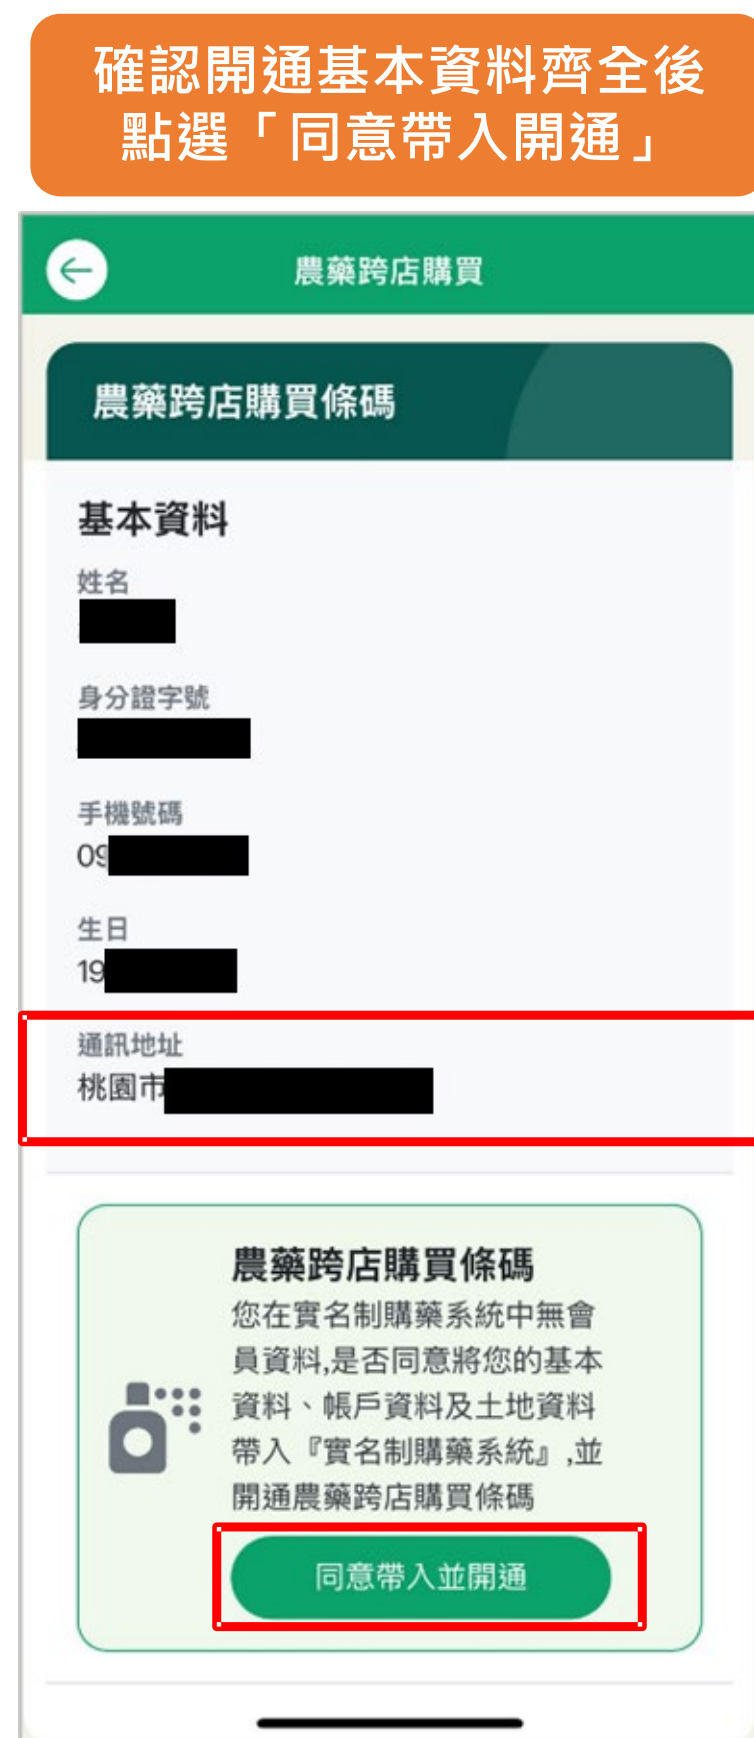 確認開通基本資料齊全後
點選「同意帶入開通」
農藥跨店購買
農藥跨店購買條碼
基本資料
姓名
身分證字號
手機號碼
09
生日
19
通訊地址
桃園市
農藥跨店購買條碼
您在實名制購藥系統中無會
員資料,是否同意將您的基本
資料、帳戶資料及土地資料
帶入『實名制購藥系統』,並
開通農藥跨店購買條碼
同意帶入並開通